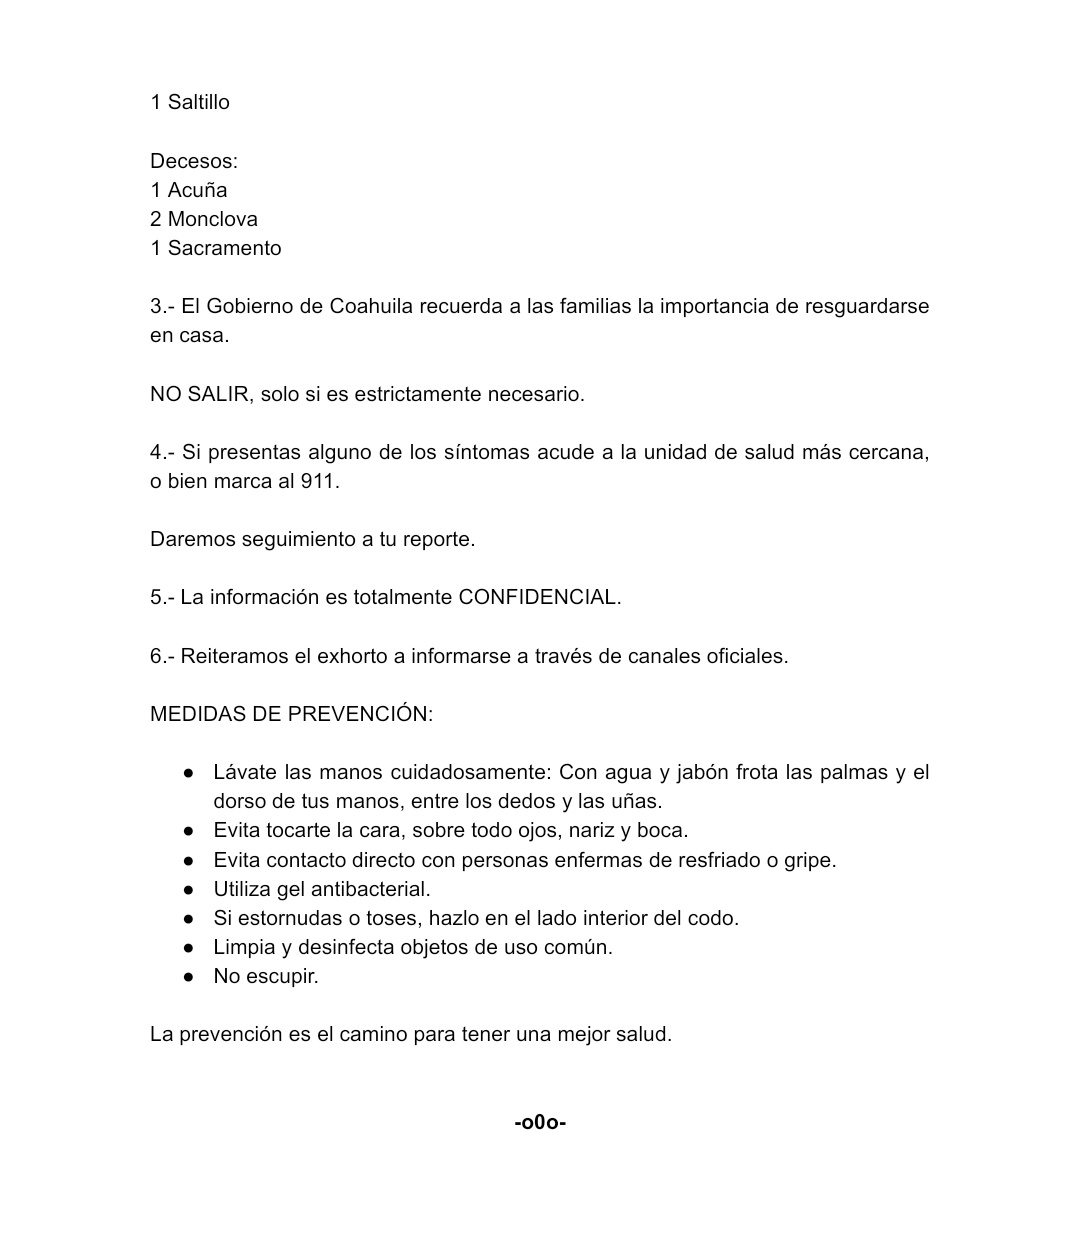 1 Saltillo
Decesos:
1 Acuña
2 Monclova
1 Sacramento
3.- El Gobierno de Coahuila recuerda a las familias la importancia de resguardarse
en casa.
NO SALIR, solo si es estrictamente necesario.
4.- Si presentas alguno de los síntomas acude a la unidad de salud más cercana,
o bien marca al 911.
Daremos seguimiento a tu reporte.
5.- La información es totalmente CONFIDENCIAL.
6.- Reiteramos el exhorto a informarse a través de canales oficiales.
MEDIDAS DE PREVENCIÓN:
● Lávate las manos cuidadosamente: Con agua y jabón frota las palmas y el
dorso de tus manos, entre los dedos y las uñas.
● Evita tocarte la cara, sobre todo ojos, nariz y boca.
● Evita contacto directo con personas enfermas de resfriado o gripe.
● Utiliza gel antibacterial.
● Si estornudas o toses, hazlo en el lado interior del codo.
● Limpia y desinfecta objetos de uso común.
● No escupir.
La prevención es el camino para tener una mejor salud.
-o0o-